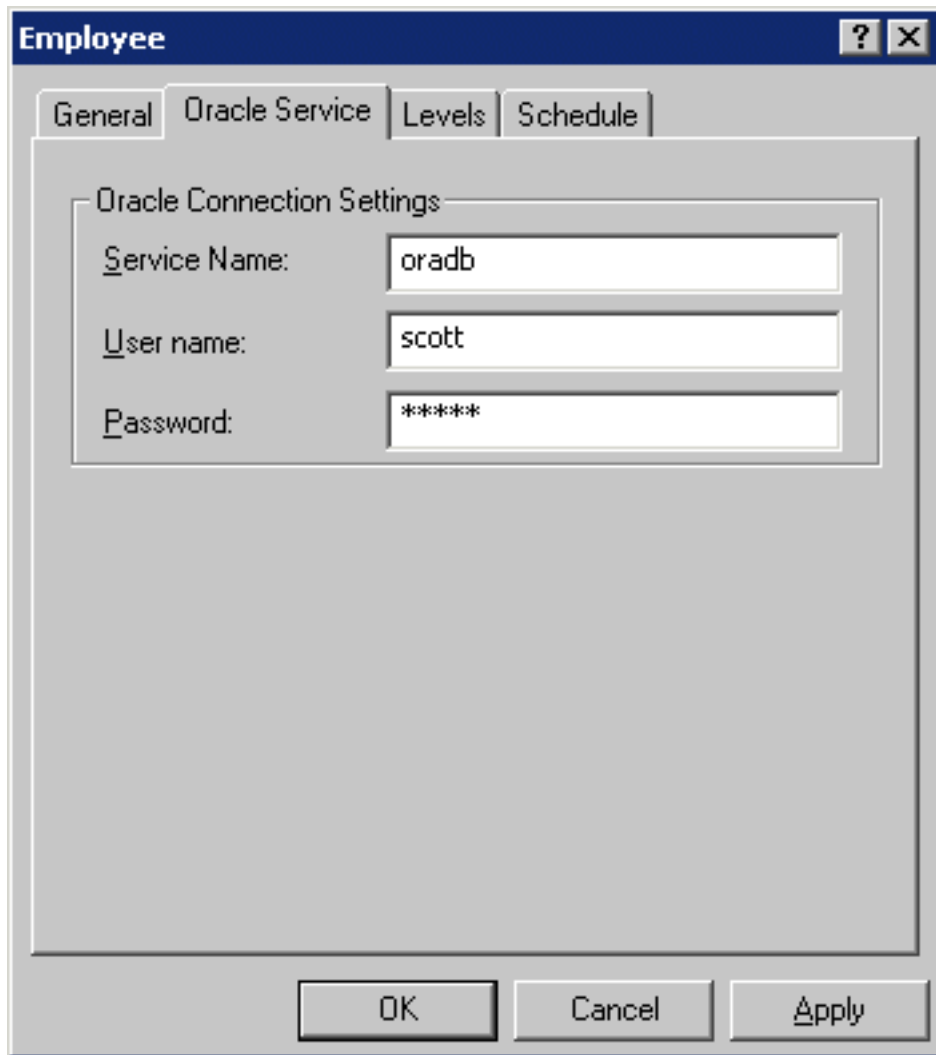 Employee
General Oracle Service Levels Schedule
Oracle Connection Settings
Service Name: oradb
User name: scott
Password: *****
OK Cancel Apply